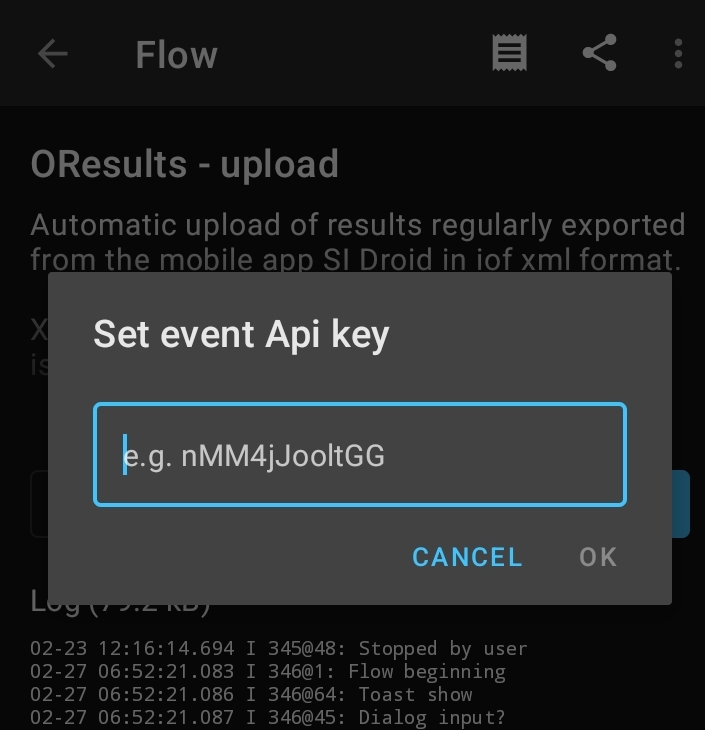 Flow
OResults - upload
Automatic upload of results regularly exported
from the mobile app SI Droid in iof xml format.
X
is
Set event Api key
e.g. nMM4jJooltGG
CANCEL OK
Log (79.2 kB)
02-23 12:16:14.694 I 345@48: Stopped by user
02-27 06:52:21.083 I 346@1: Flow beginning
02-27 06:52:21.086 I 346@64: Toast show
02-27 06:52:21.087 I 346@45: Dialog input?